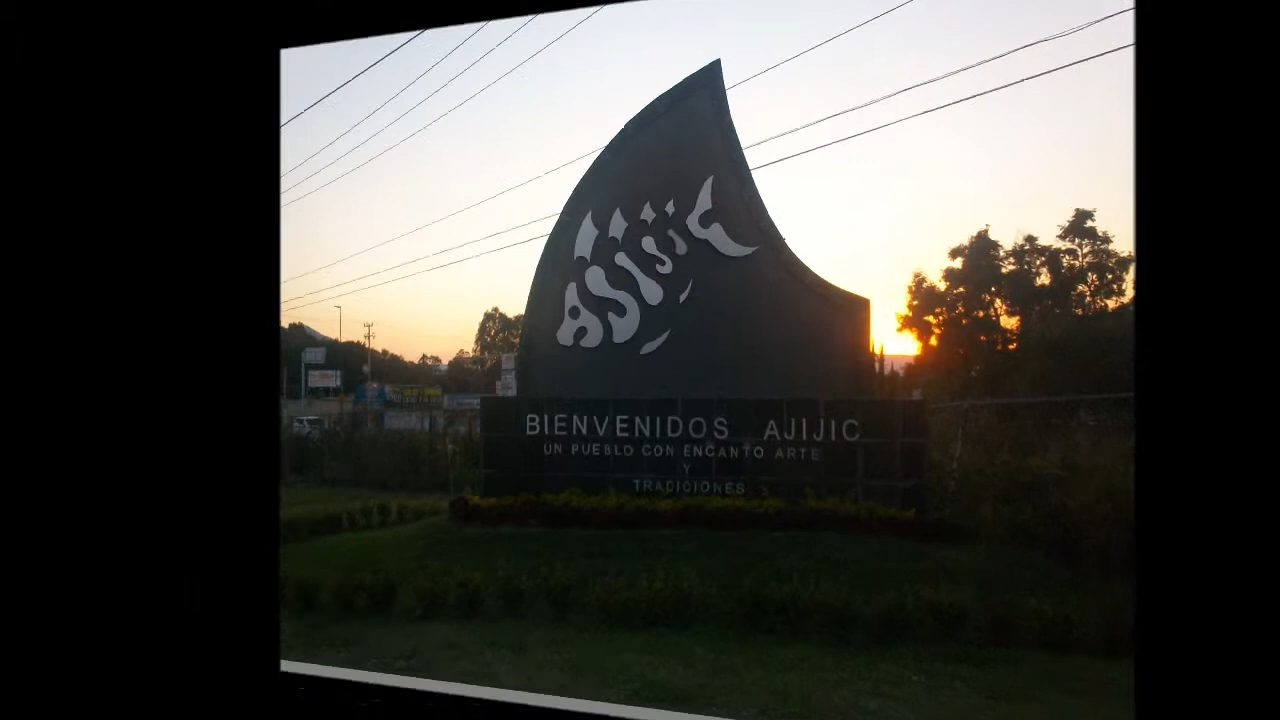 Ajijic
BIENVENIDOS AJIJIC
UN PUEBLO CON ENCANTO ARTE
Y
TRADICIONES